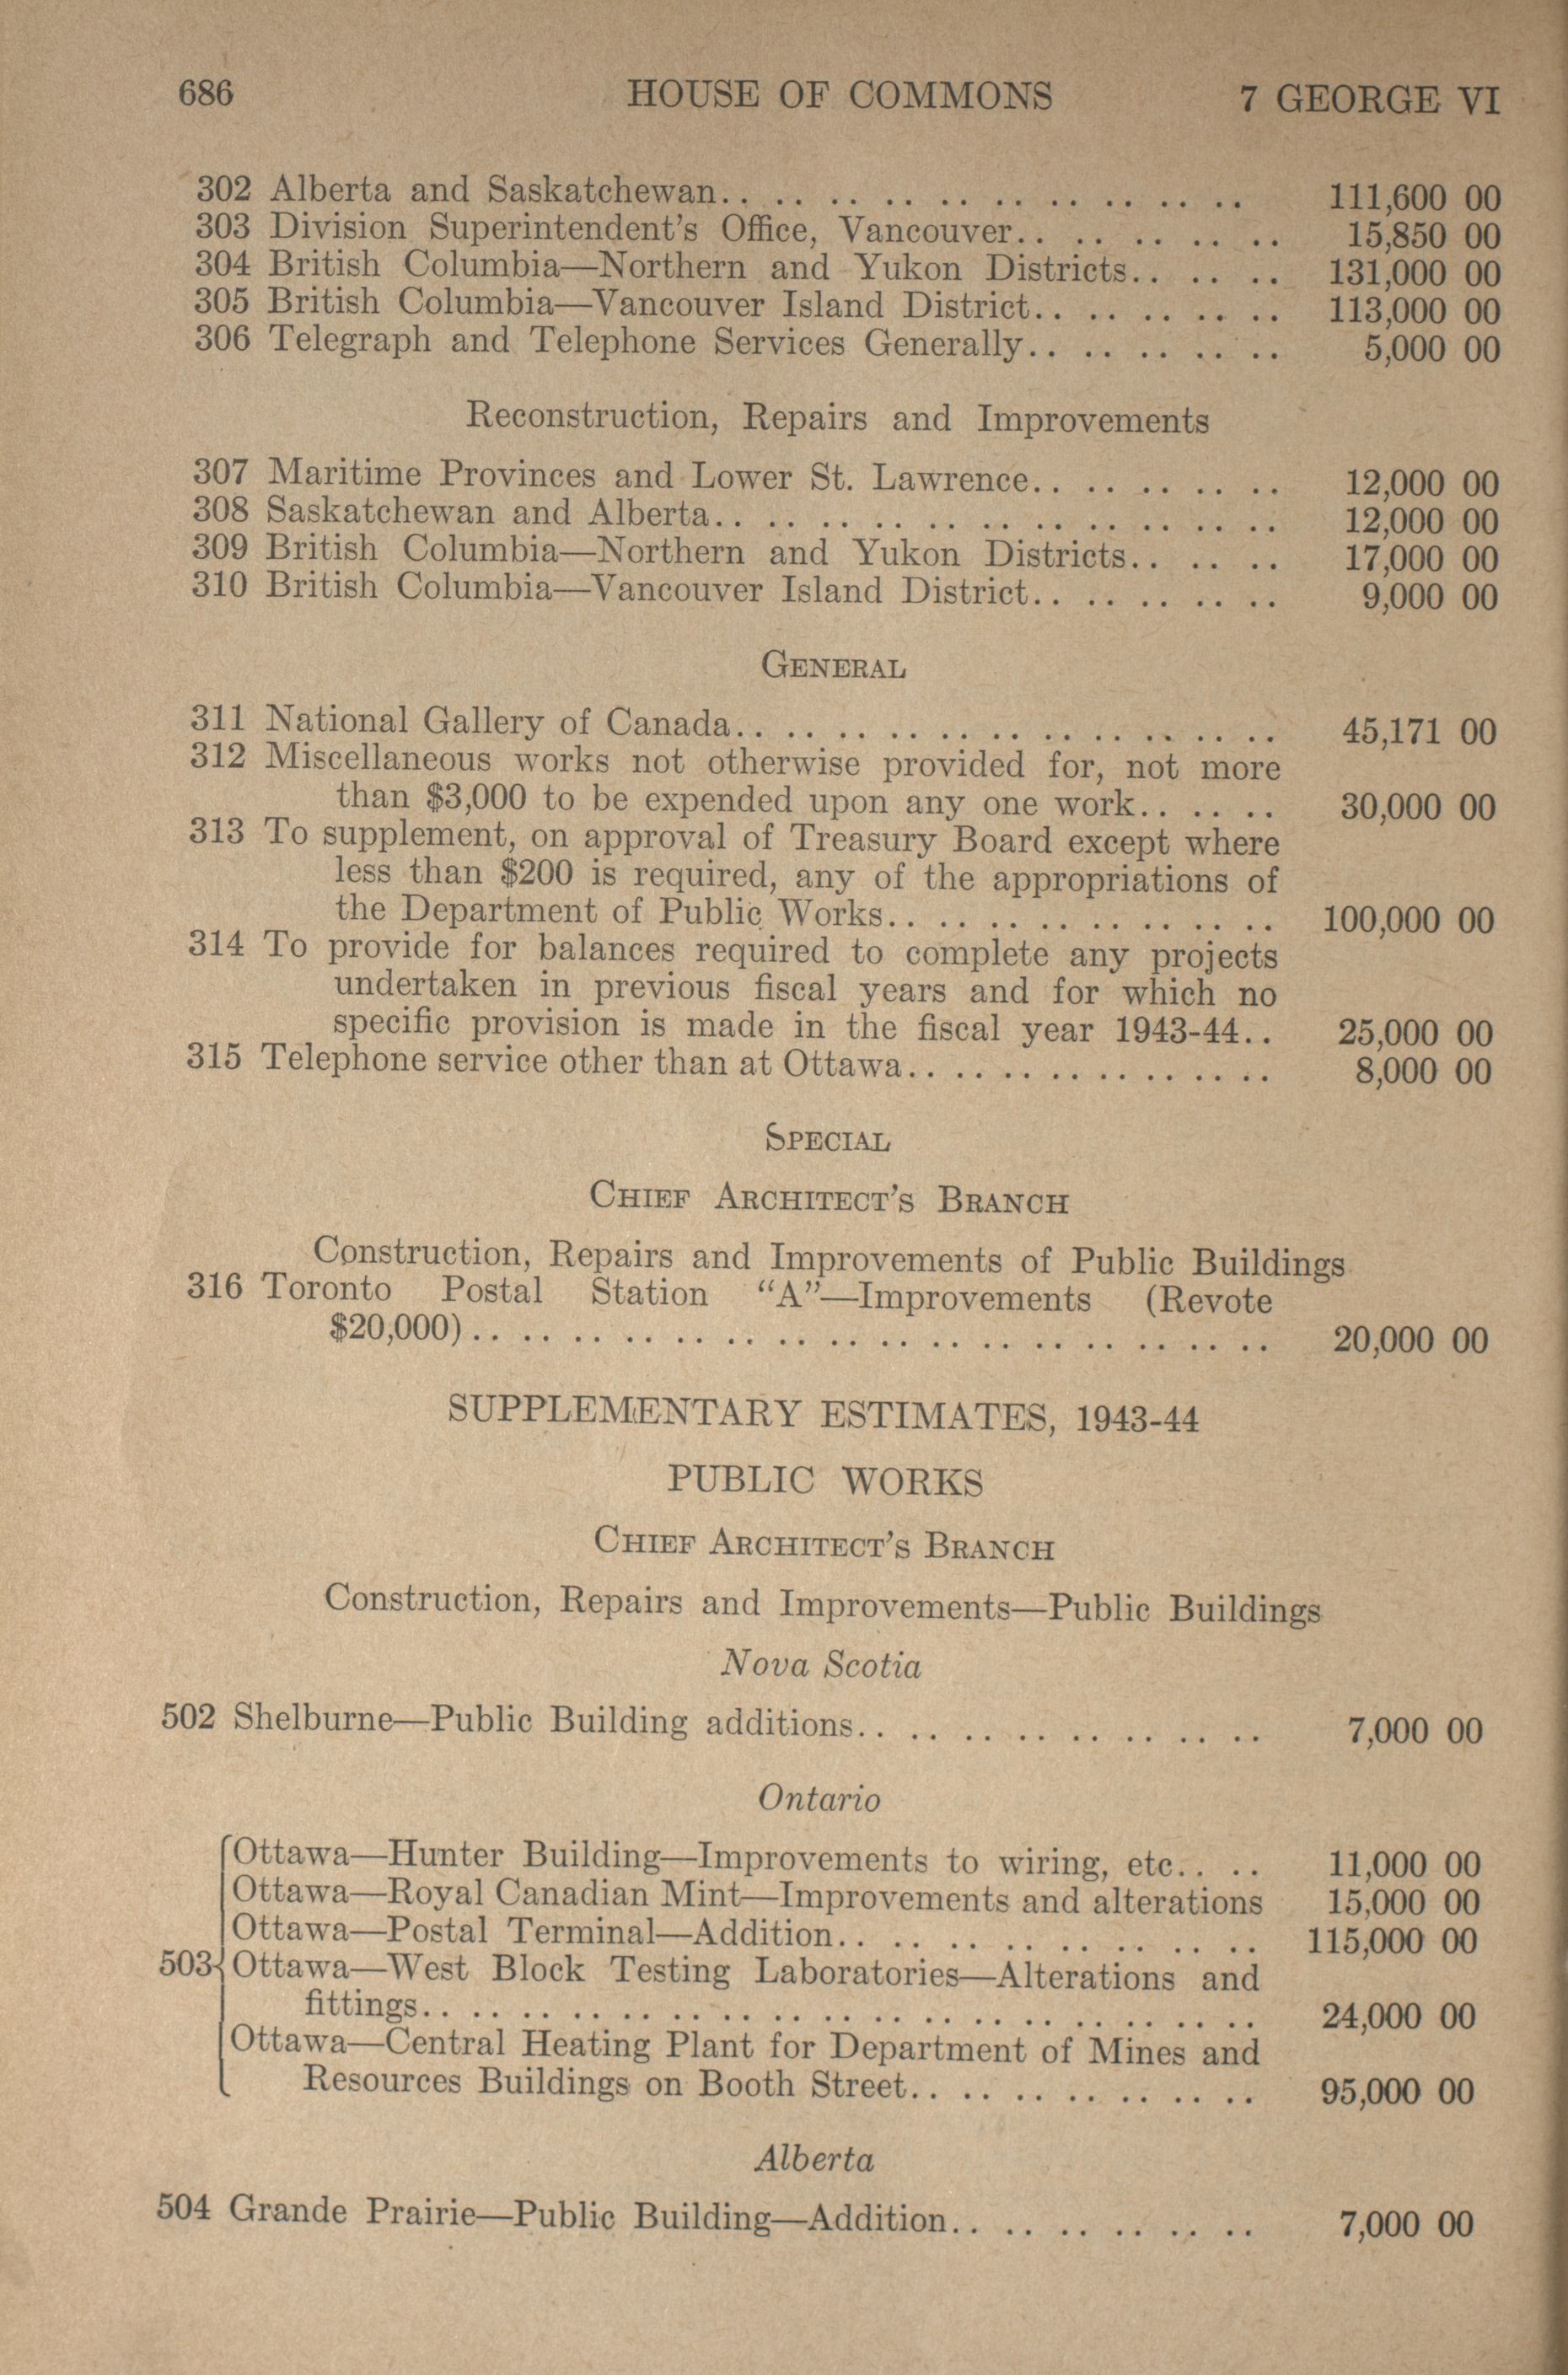 686 HOUSE OF COMMONS 7 GEORGE VI
302 Alberta and Saskatchewan.. .. .. .. .. .. .. .. .. .. 111,600 00
303 Division Superintendent's Office, Vancouver.. .. .. .. .. 15,850 00
304 British Columbia—Northern and Yukon Districts.. .. .. 131,000 00
305 British Columbia—Vancouver Island District.. .. .. .. .. 113,000 00
306 Telegraph and Telephone Services Generally.. .. .. .. .. 5,000 00
Reconstruction, Repairs and Improvements
307 Maritime Provinces and Lower St. Lawrence.. .. .. .. .. 12,000 00
308 Saskatchewan and Alberta.. .. .. .. .. .. .. .. .. .. .. 12,000 00
309 British Columbia—Northern and Yukon Districts.. .. .. 17,000 00
310 British Columbia—Vancouver Island District.. .. .. .. .. 9,000 00
GENERAL
311 National Gallery of Canada.. .. .. .. .. .. .. .. .. .. .. 45,171 00
312 Miscellaneous works not otherwise provided for, not more
than $3,000 to be expended upon any one work.. .. .. 30,000 00
313 To supplement, on approval of Treasury Board except where
less than $200 is required, any of the appropriations of
the Department of Public Works.. .. .. .. .. .. .. .. 100,000 00
314 To provide for balances required to complete any projects
undertaken in previous fiscal years and for which no
specific provision is made in the fiscal year 1943-44.. 25,000 00
315 Telephone service other than at Ottawa.. .. .. .. .. .. .. .. 8,000 00
SPECIAL
CHIEF ARCHITECT'S BRANCH
Construction, Repairs and Improvements of Public Buildings
316 Toronto Postal Station "A"—Improvements (Revote
$20,000).. .. .. .. .. .. .. .. .. .. .. .. .. .. .. .. 20,000 00
SUPPLEMENTARY ESTIMATES, 1943-44
PUBLIC WORKS
CHIEF ARCHITECT'S BRANCH
Construction, Repairs and Improvements—Public Buildings
Nova Scotia
502 Shelburne—Public Building additions.. .. .. .. .. .. .. .. 7,000 00
Ontario
Ottawa—Hunter Building—Improvements to wiring, etc.. .. 11,000 00
Ottawa—Royal Canadian Mint—Improvements and alterations 15,000 00
Ottawa—Postal Terminal—Addition.. .. .. .. .. .. .. .. 115,000 00
503 Ottawa—West Block Testing Laboratories—Alterations and
fittings.. .. .. .. .. .. .. .. .. .. .. .. .. .. .. .. .. 24,000 00
Ottawa—Central Heating Plant for Department of Mines and
Resources Buildings on Booth Street.. .. .. .. .. .. .. 95,000 00
Alberta
504 Grande Prairie—Public Building—Addition.. .. .. .. .. .. 7,000 00